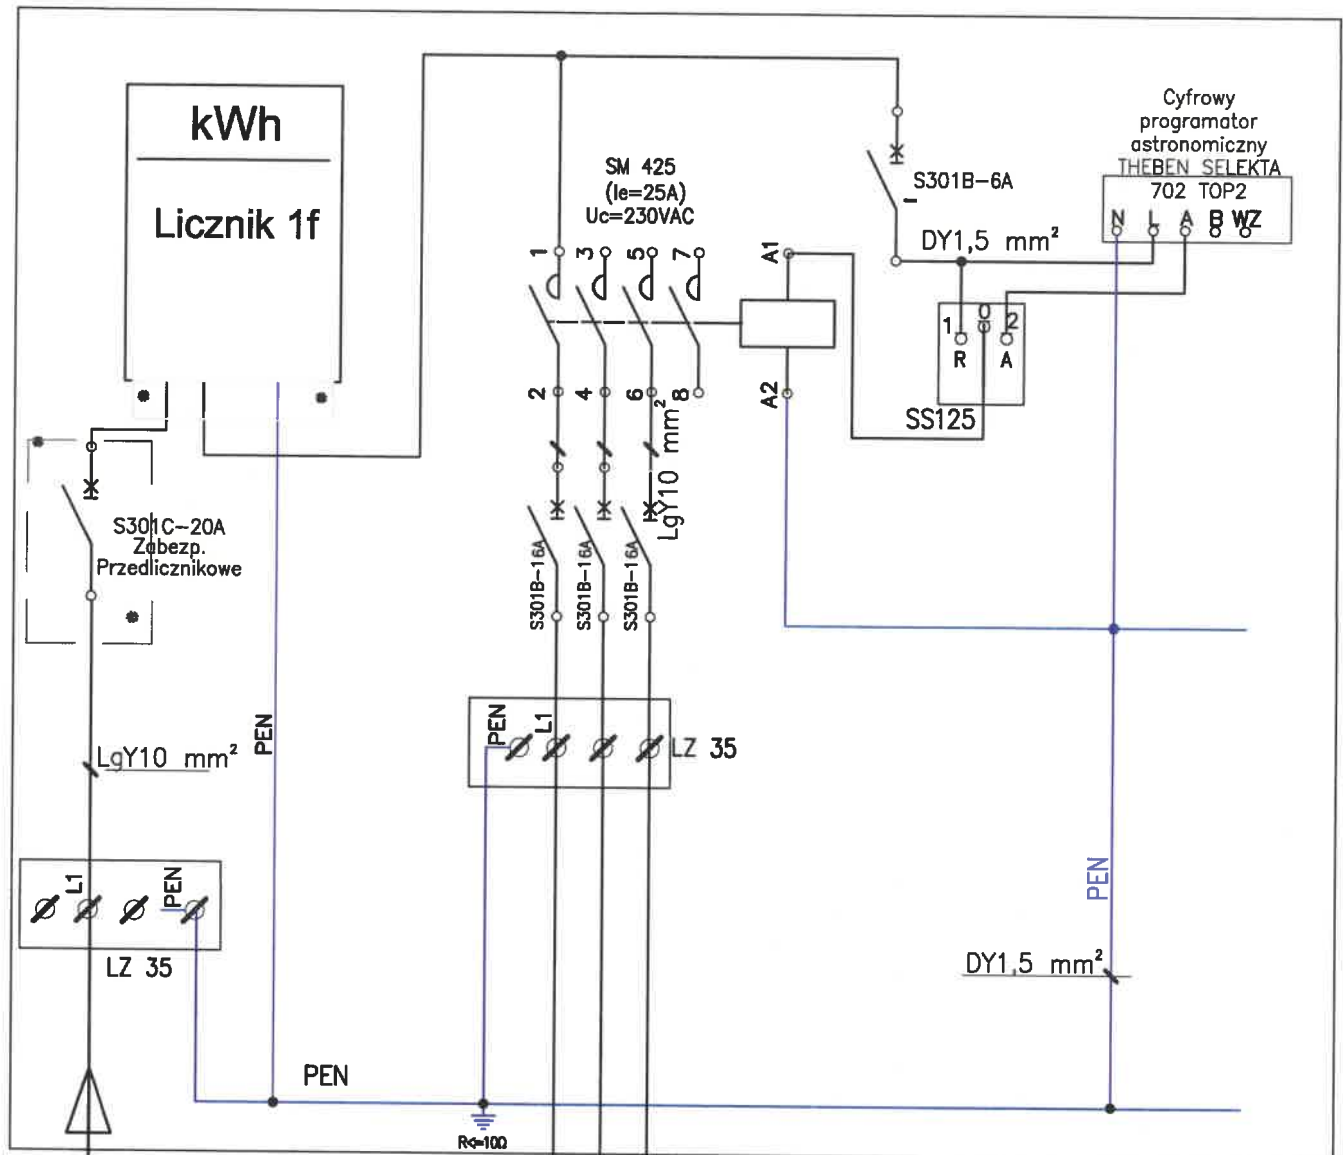 kWh
Licznik 1f
SM 425
(Ie=25A)
Uc=230VAC
S301B-6A
Cyfrowy
programator
astronomiczny
THEBEN SELEKTA
702 TOP2
N L A B WZ
DY1,5 mm²
1 3 5 7
A1
1 0 2
R A
SS125
2 4 6 8
A2
LgY10 mm²
S301C-20A
Zabezp.
Przedlicznikowe
S301B-16A
S301B-16A
S301B-16A
PEN
L1
LZ 35
PEN
LgY10 mm²
L1
PEN
LZ 35
PEN
DY1,5 mm²
PEN
R<=10Ω